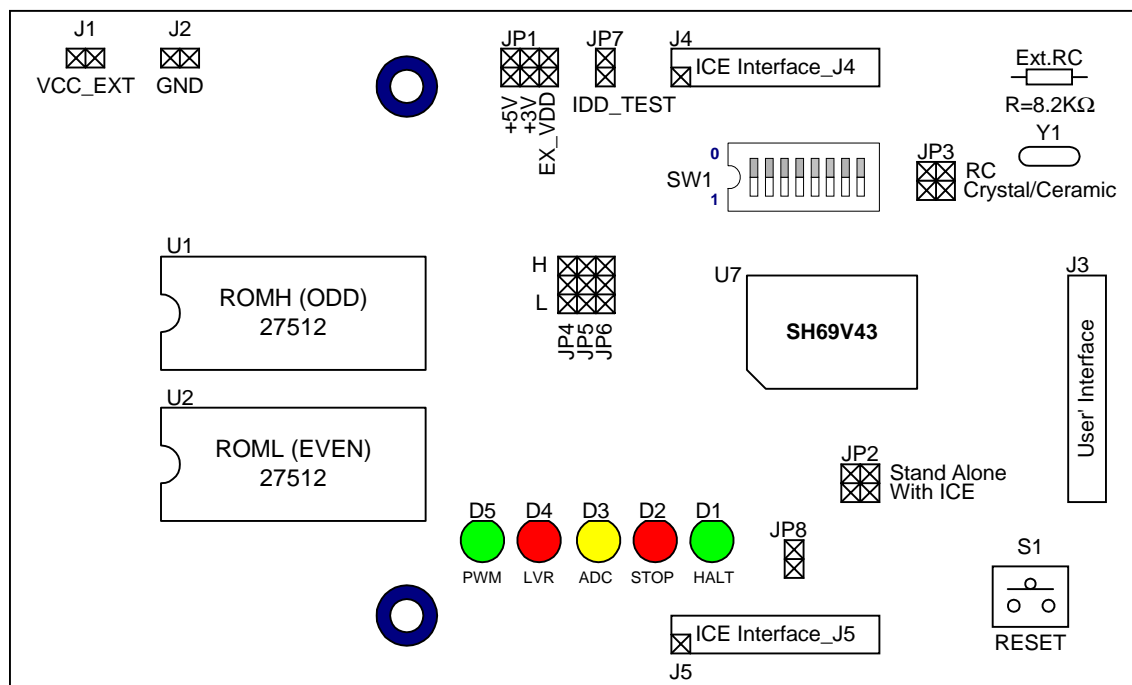 J1
J2
JP1
JP7
J4
VCC_EXT
GND
+5V
+3V
EX_VDD
IDD_TEST
ICE Interface_J4
Ext.RC
R=8.2KΩ
Y1
SW1
0
1
JP3
RC
Crystal/Ceramic
U1
ROMH (ODD)
27512
H
L
JP4
JP5
JP6
U7
SH69V43
J3
User' Interface
U2
ROML (EVEN)
27512
JP2
Stand Alone
With ICE
D5
D4
D3
D2
D1
PWM
LVR
ADC
STOP
HALT
JP8
S1
RESET
ICE Interface_J5
J5